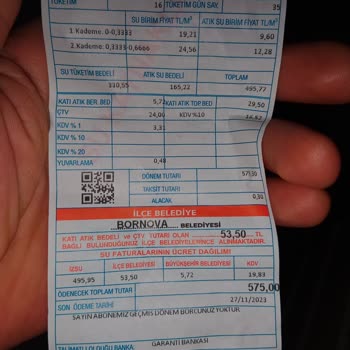 TÜKETİM 16 TÜKETİM GÜN SAY. 35
SU BİRİM FİYAT TL/M³ ATIK SU FİYAT TL/M³
1.Kademe: 0-0,3333 19,21 9,60
2.Kademe: 0,3333-0,6666 24,56 12,28
SU TÜKETİM BEDELİ ATIK SU BEDELİ TOPLAM
330,55 165,22 495,77
KATI ATIK BER. BED 5,72 KATI ATIK TOP BED 29,50
ÇTV 24,00 KDV %10
KDV % 1 3,31
KDV % 10
KDV % 20
YUVARLAMA 0,48
DÖNEM TUTARI
TAKSİT TUTARI
ALACAK
İLÇE BELEDİYE
BORNOVA BELEDİYESİ
KATI ATIK BEDELİ ve ÇTV TUTARI OLAN 53,50 TL
BAĞLI BULUNDUĞUNUZ İLÇE BELEDİYELERİNCE ALINMAKTADIR.
SU FATURALARININ ÜCRET DAĞILIMI
İZSU İLÇE BELEDİYESİ BÜYÜKŞEHİR BELEDİYESİ KDV
495,95 53,50 5,72 19,83
ÖDENECEK TOPLAM TUTAR 575,00
SON ÖDEME TARİHİ 27/11/2023
SAYIN ABONEMİZ GEÇMİŞ DÖNEM BORCUNUZ YOKTUR.
GARANTİ BANKASI
TALİMATLI OLDUĞU BANKA: